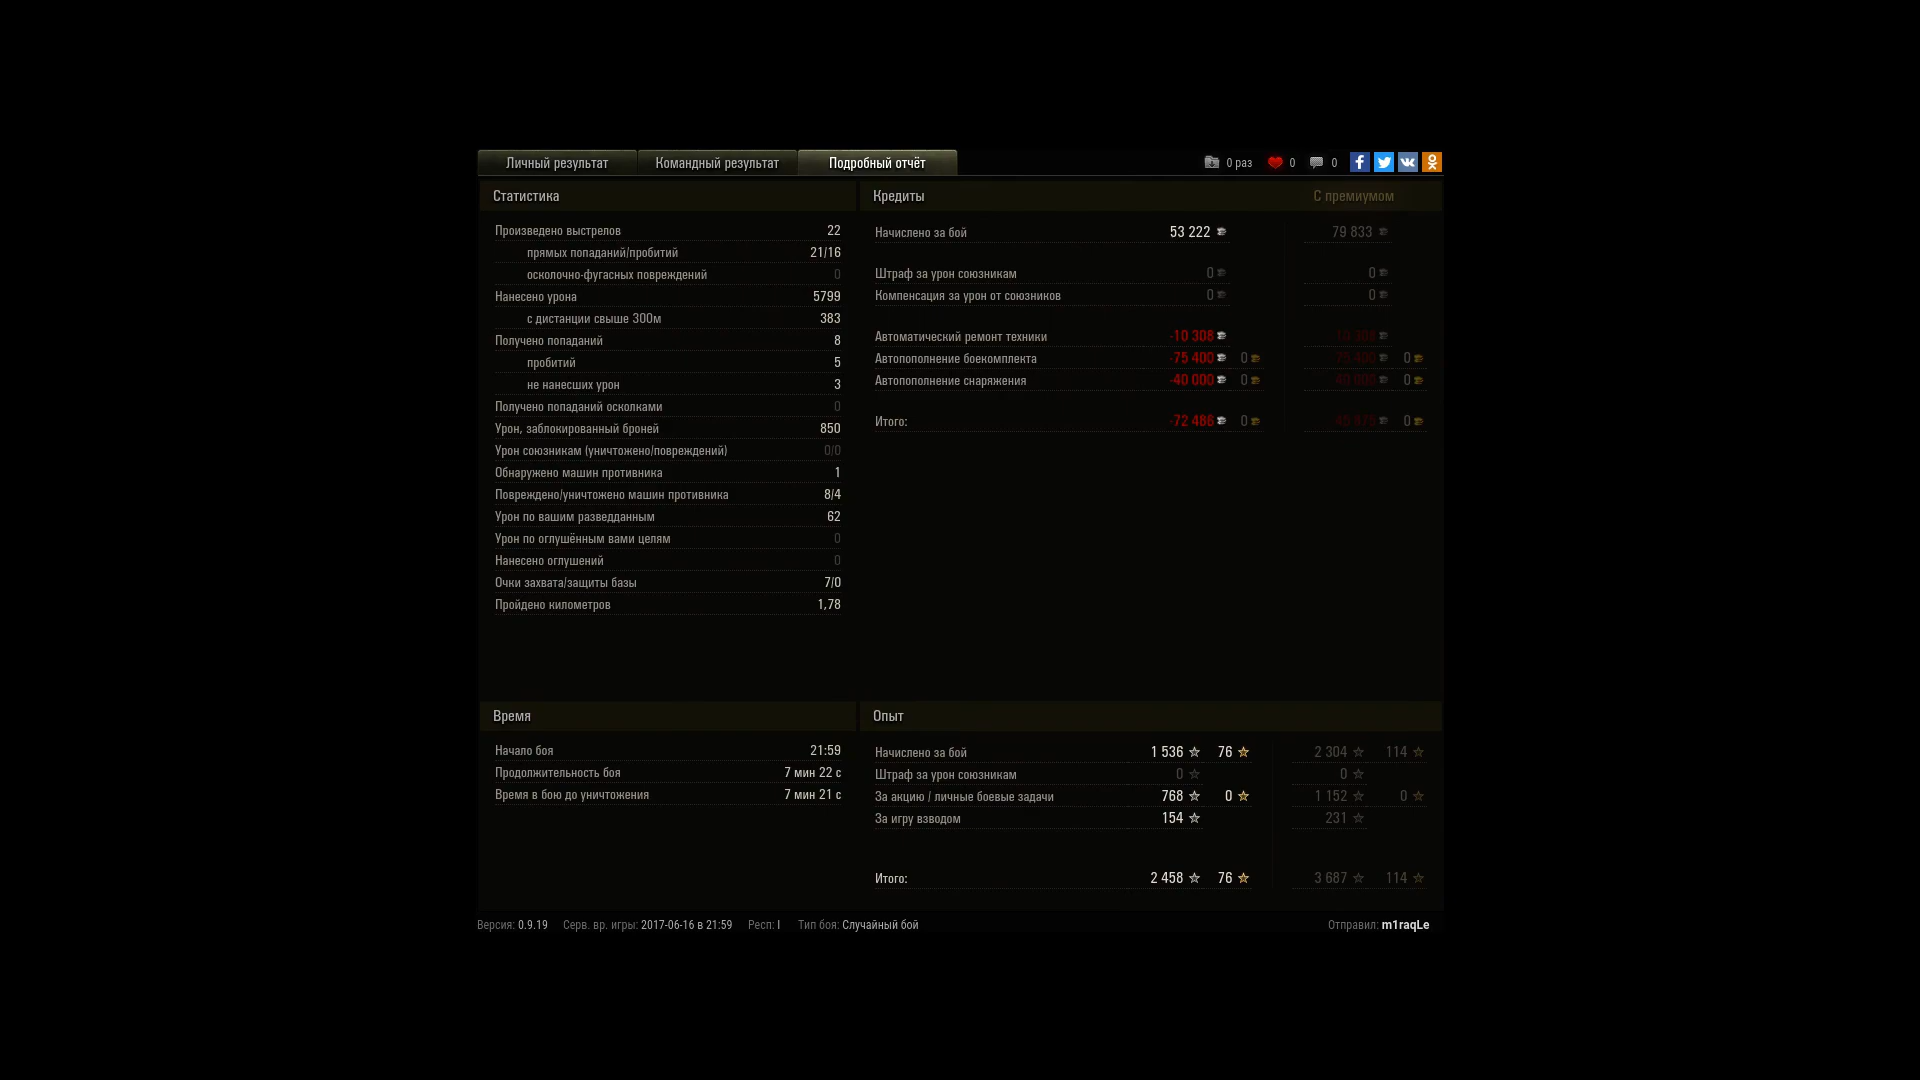 Личный результат
Командный результат
Подробный отчёт
0 раз
0
0
Статистика
Произведено выстрелов 22
прямых попаданий/пробитий 21/16
осколочно-фугасных повреждений 0
Нанесено урона 5799
с дистанции свыше 300м 383
Получено попаданий 8
пробитий 5
не нанесших урон 3
Получено попаданий осколками 0
Урон, заблокированный броней 850
Урон союзникам (уничтожено/повреждений) 0/0
Обнаружено машин противника 1
Повреждено/уничтожено машин противника 8/4
Урон по вашим разведданным 62
Урон по оглушённым вами целям 0
Нанесено оглушений 0
Очки захвата/защиты базы 7/0
Пройдено километров 1,78
Кредиты С премиумом
Начислено за бой 53 222 79 833
Штраф за урон союзникам 0 0
Компенсация за урон от союзников 0 0
Автоматический ремонт техники -10 308 -10 308
Автопополнение боекомплекта -75 400 0 -75 400 0
Автопополнение снаряжения -40 000 0 -40 000 0
Итого: -72 486 0 0
Время
Начало боя 21:59
Продолжительность боя 7 мин 22 с
Время в бою до уничтожения 7 мин 21 с
Опыт
Начислено за бой 1 536 76 2 304 114
Штраф за урон союзникам 0 0
За акцию / личные боевые задачи 768 0 1 152 0
За игру взводом 154 231
Итого: 2 458 76 3 687 114
Версия: 0.9.19 Серв. вр. игры: 2017-06-16 в 21:59 Респ: I Тип боя: Случайный бой Отправил: m1raqLe